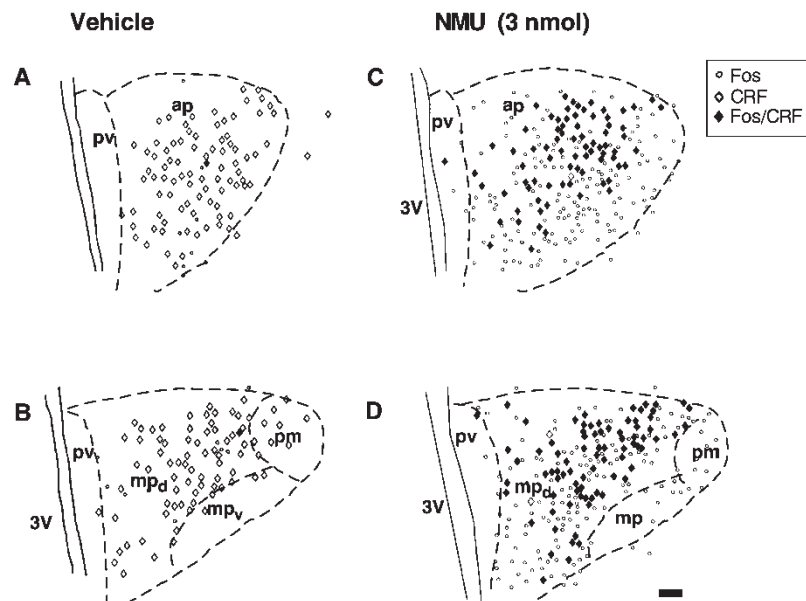 Vehicle
NMU (3 nmol)
A
ap
pv
C
ap
pv
3V
Fos
CRF
Fos/CRF
B
pv
pm
mpd
mpv
3V
D
pv
pm
mpd
mp
3V